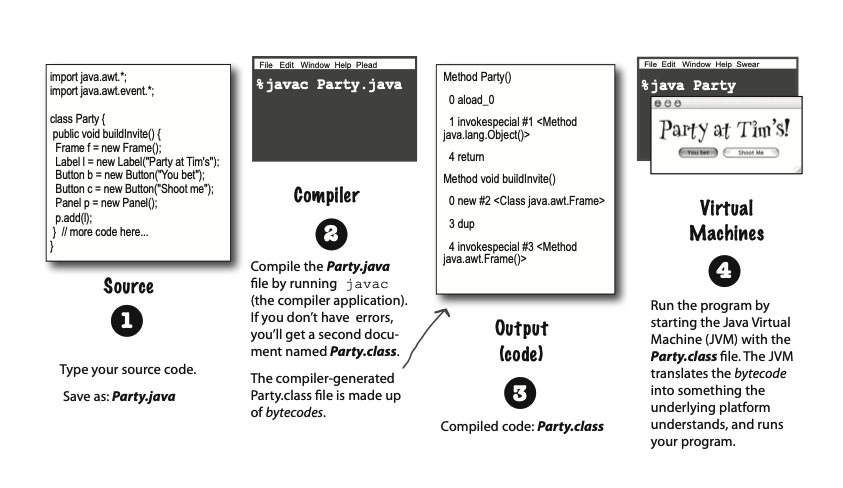 import java.awt.*;
import java.awt.event.*;
class Party {
public void buildInvite() {
Frame f = new Frame();
Label l = new Label("Party at Tim's");
Button b = new Button("You bet");
Button c = new Button("Shoot me");
Panel p = new Panel();
p.add(l);
} // more code here...
}
Source
1
Type your source code.
Save as: Party.java
File Edit Window Help Plead
%javac Party.java
Compiler
2
Compile the Party.java
file by running javac
(the compiler application).
If you don't have errors,
you'll get a second docu-
ment named Party.class.
The compiler-generated
Party.class file is made up
of bytecodes.
Method Party()
0 aload_0
1 invokespecial #1 <Method
java.lang.Object()>
4 return
Method void buildInvite()
0 new #2 <Class java.awt.Frame>
3 dup
4 invokespecial #3 <Method
java.awt.Frame()>
Output
(code)
3
Compiled code: Party.class
File Edit Window Help Swear
%java Party
Party at Tim's!
You bet
Shoot Me
Virtual
Machines
4
Run the program by
starting the Java Virtual
Machine (JVM) with the
Party.class file. The JVM
translates the bytecode
into something the
underlying platform
understands, and runs
your program.